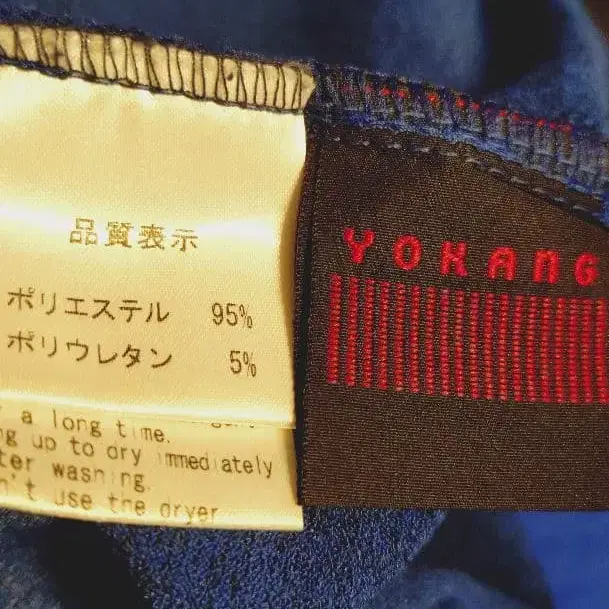 品質表示
ポリエステル 95%
ポリウレタン 5%
a long time.
up to dry immediately
washing.
use the dryer
YOKANG